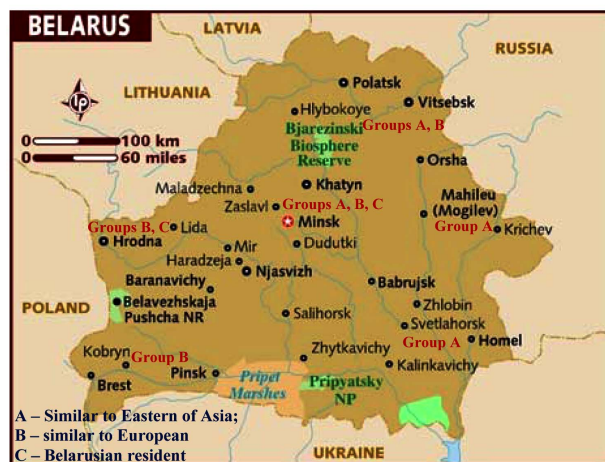 BELARUS
LATVIA
RUSSIA
LITHUANIA
Polatsk
Vitsebsk
Hlybokoye
Groups A, B
Bjarezinski
Biosphere
Reserve
0 100 km
0 60 miles
Orsha
Maladzechna
Khatyn
Mahileu
(Mogilev)
Zaslavl
Groups A, B, C
Minsk
Group A
Krichev
Groups B, C
Lida
Hrodna
Mir
Dudutki
Haradzeja
Njasvizh
Baranavichy
Babrujsk
POLAND
Belavezhskaja
Pushcha NR
Salihorsk
Zhlobin
Svetlahorsk
Group A
Homel
Kobryn
Group B
Zhytkavichy
Kalinkavichy
Brest
Pinsk
Pripet
Marshes
Pripyatsky
NP
A – Similar to Eastern of Asia;
B – similar to European
C – Belarusian resident
UKRAINE
lp